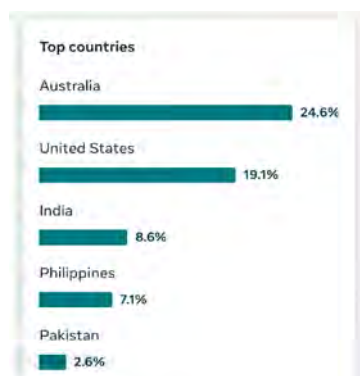 Top countries
Australia
24.6%
United States
19.1%
India
8.6%
Philippines
7.1%
Pakistan
2.6%